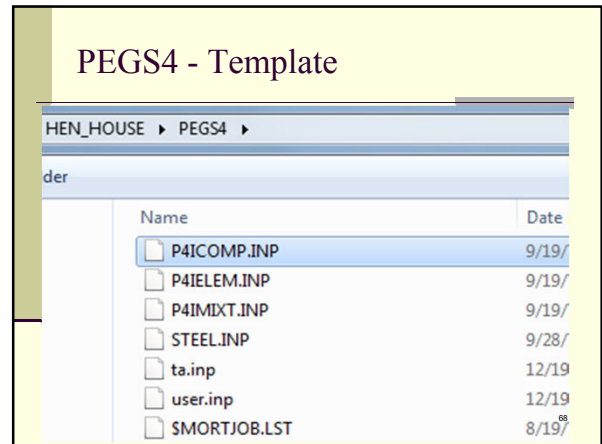 PEGS4 - Template
HEN_HOUSE ▸ PEGS4 ▸
der
Name Date
P4ICOMP.INP 9/19/
P4IELEM.INP 9/19/
P4IMIXT.INP 9/19/
STEEL.INP 9/28/
ta.inp 12/19
user.inp 12/19
68
$MORTJOB.LST 8/19/